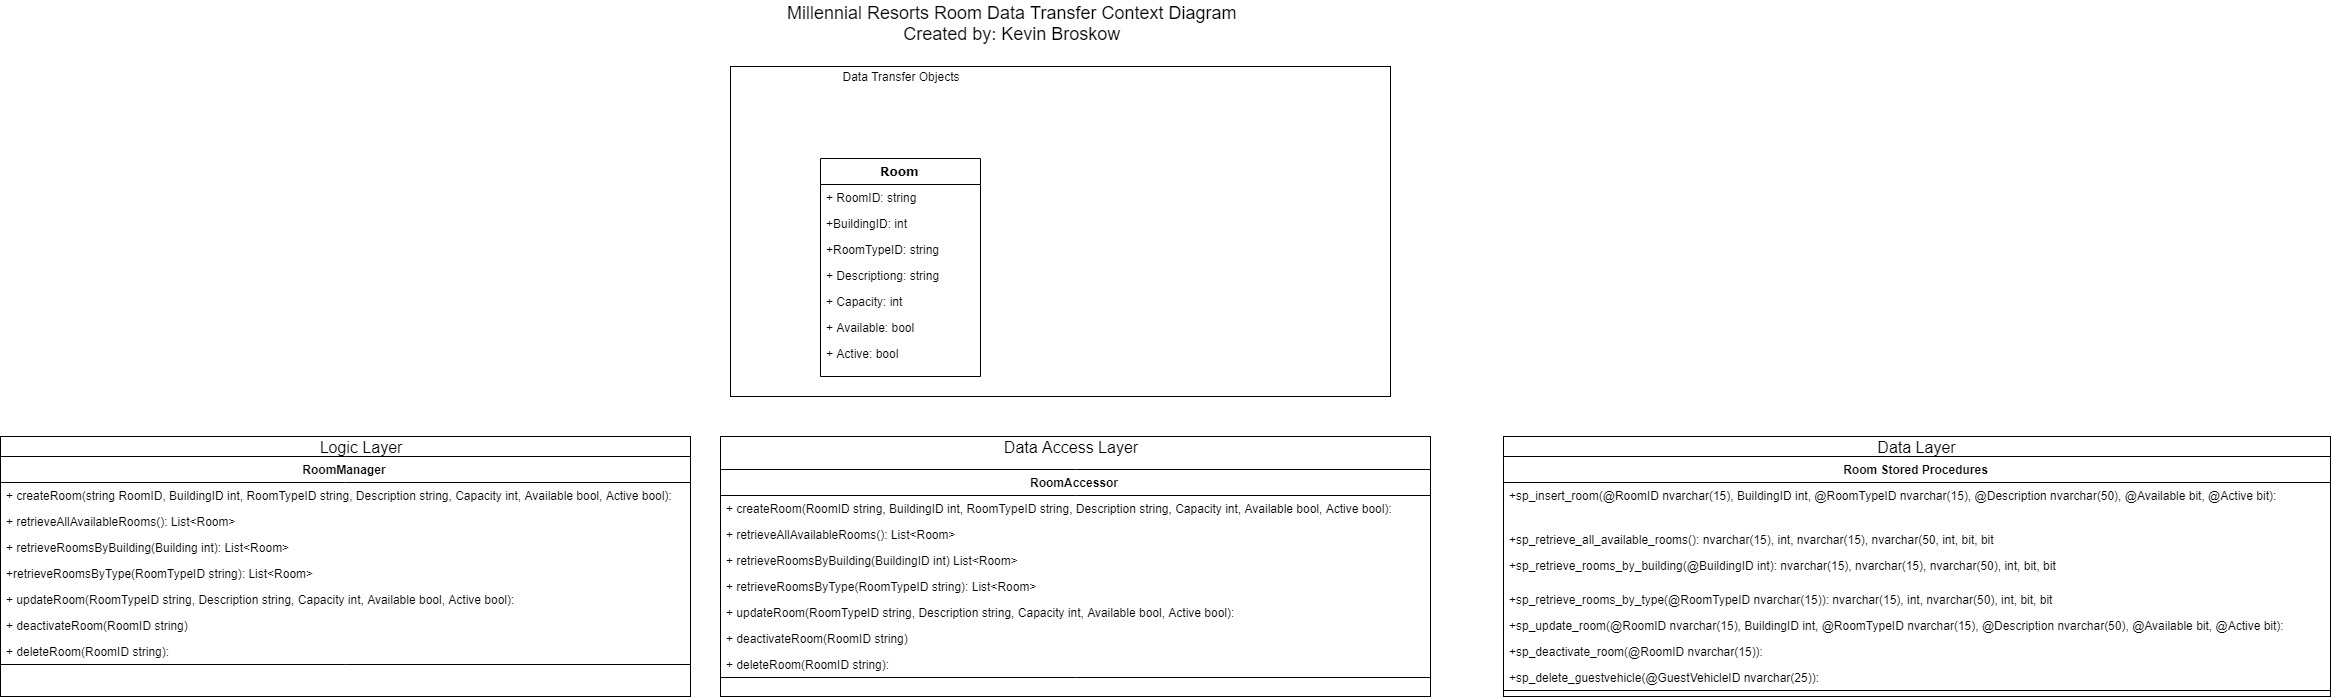 Millennial Resorts Room Data Transfer Context Diagram
Created by: Kevin Broskow
Data Transfer Objects
Room
+ RoomID: string
+BuildingID: int
+RoomTypeID: string
+ Descriptiong: string
+ Capacity: int
+ Available: bool
+ Active: bool
Logic Layer
RoomManager
+ createRoom(string RoomID, BuildingID int, RoomTypeID string, Description string, Capacity int, Available bool, Active bool):
+ retrieveAllAvailableRooms(): List<Room>
+ retrieveRoomsByBuilding(Building int): List<Room>
+retrieveRoomsByType(RoomTypeID string): List<Room>
+ updateRoom(RoomTypeID string, Description string, Capacity int, Available bool, Active bool):
+ deactivateRoom(RoomID string)
+ deleteRoom(RoomID string):
Data Access Layer
RoomAccessor
+ createRoom(RoomID string, BuildingID int, RoomTypeID string, Description string, Capacity int, Available bool, Active bool):
+ retrieveAllAvailableRooms(): List<Room>
+ retrieveRoomsByBuilding(BuildingID int) List<Room>
+ retrieveRoomsByType(RoomTypeID string): List<Room>
+ updateRoom(RoomTypeID string, Description string, Capacity int, Available bool, Active bool):
+ deactivateRoom(RoomID string)
+ deleteRoom(RoomID string):
Data Layer
Room Stored Procedures
+sp_insert_room(@RoomID nvarchar(15), BuildingID int, @RoomTypeID nvarchar(15), @Description nvarchar(50), @Available bit, @Active bit):
+sp_retrieve_all_available_rooms(): nvarchar(15), int, nvarchar(15), nvarchar(50, int, bit, bit
+sp_retrieve_rooms_by_building(@BuildingID int): nvarchar(15), nvarchar(15), nvarchar(50), int, bit, bit
+sp_retrieve_rooms_by_type(@RoomTypeID nvarchar(15)): nvarchar(15), int, nvarchar(50), int, bit, bit
+sp_update_room(@RoomID nvarchar(15), BuildingID int, @RoomTypeID nvarchar(15), @Description nvarchar(50), @Available bit, @Active bit):
+sp_deactivate_room(@RoomID nvarchar(15)):
+sp_delete_guestvehicle(@GuestVehicleID nvarchar(25)):